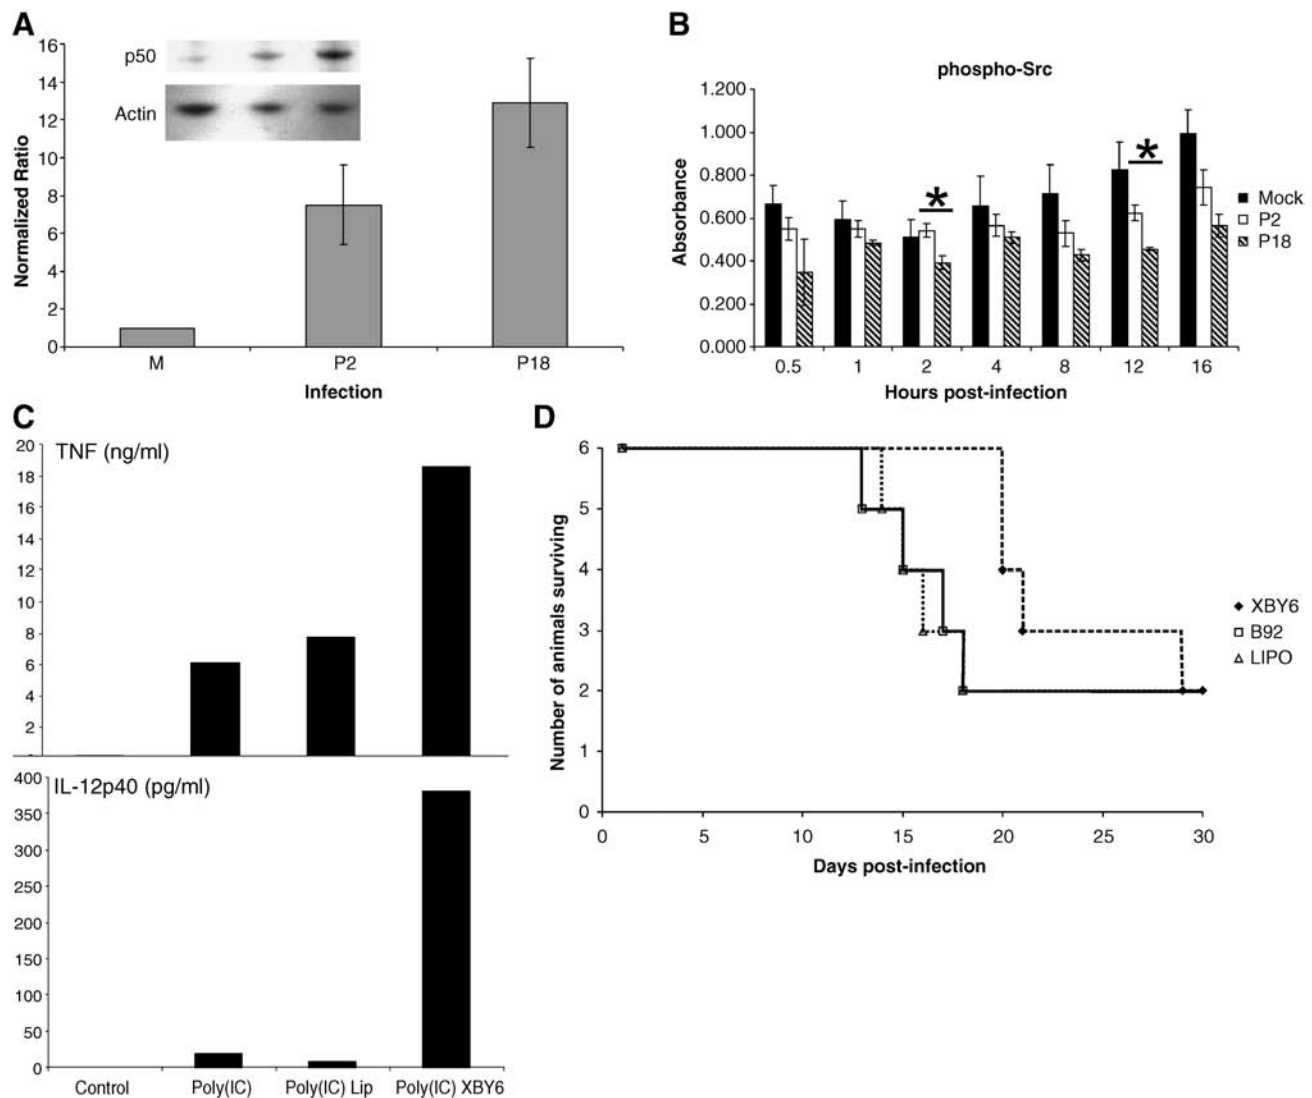 A
16
14
12
10
8
6
4
2
0
Normalized Ratio
p50
Actin
M P2 P18
Infection
B
phospho-Src
1.200
1.000
0.800
0.600
0.400
0.200
0.000
Absorbance
*
*
Mock
P2
P18
0.5 1 2 4 8 12 16
Hours post-infection
C
TNF (ng/ml)
20
18
16
14
12
10
8
6
4
2
IL-12p40 (pg/ml)
400
350
300
250
200
150
100
50
0
Control Poly(IC) Poly(IC) Lip Poly(IC) XBY6
D
6
5
4
3
2
1
0
Number of animals surviving
XBY6
B92
LIPO
0 5 10 15 20 25 30
Days post-infection